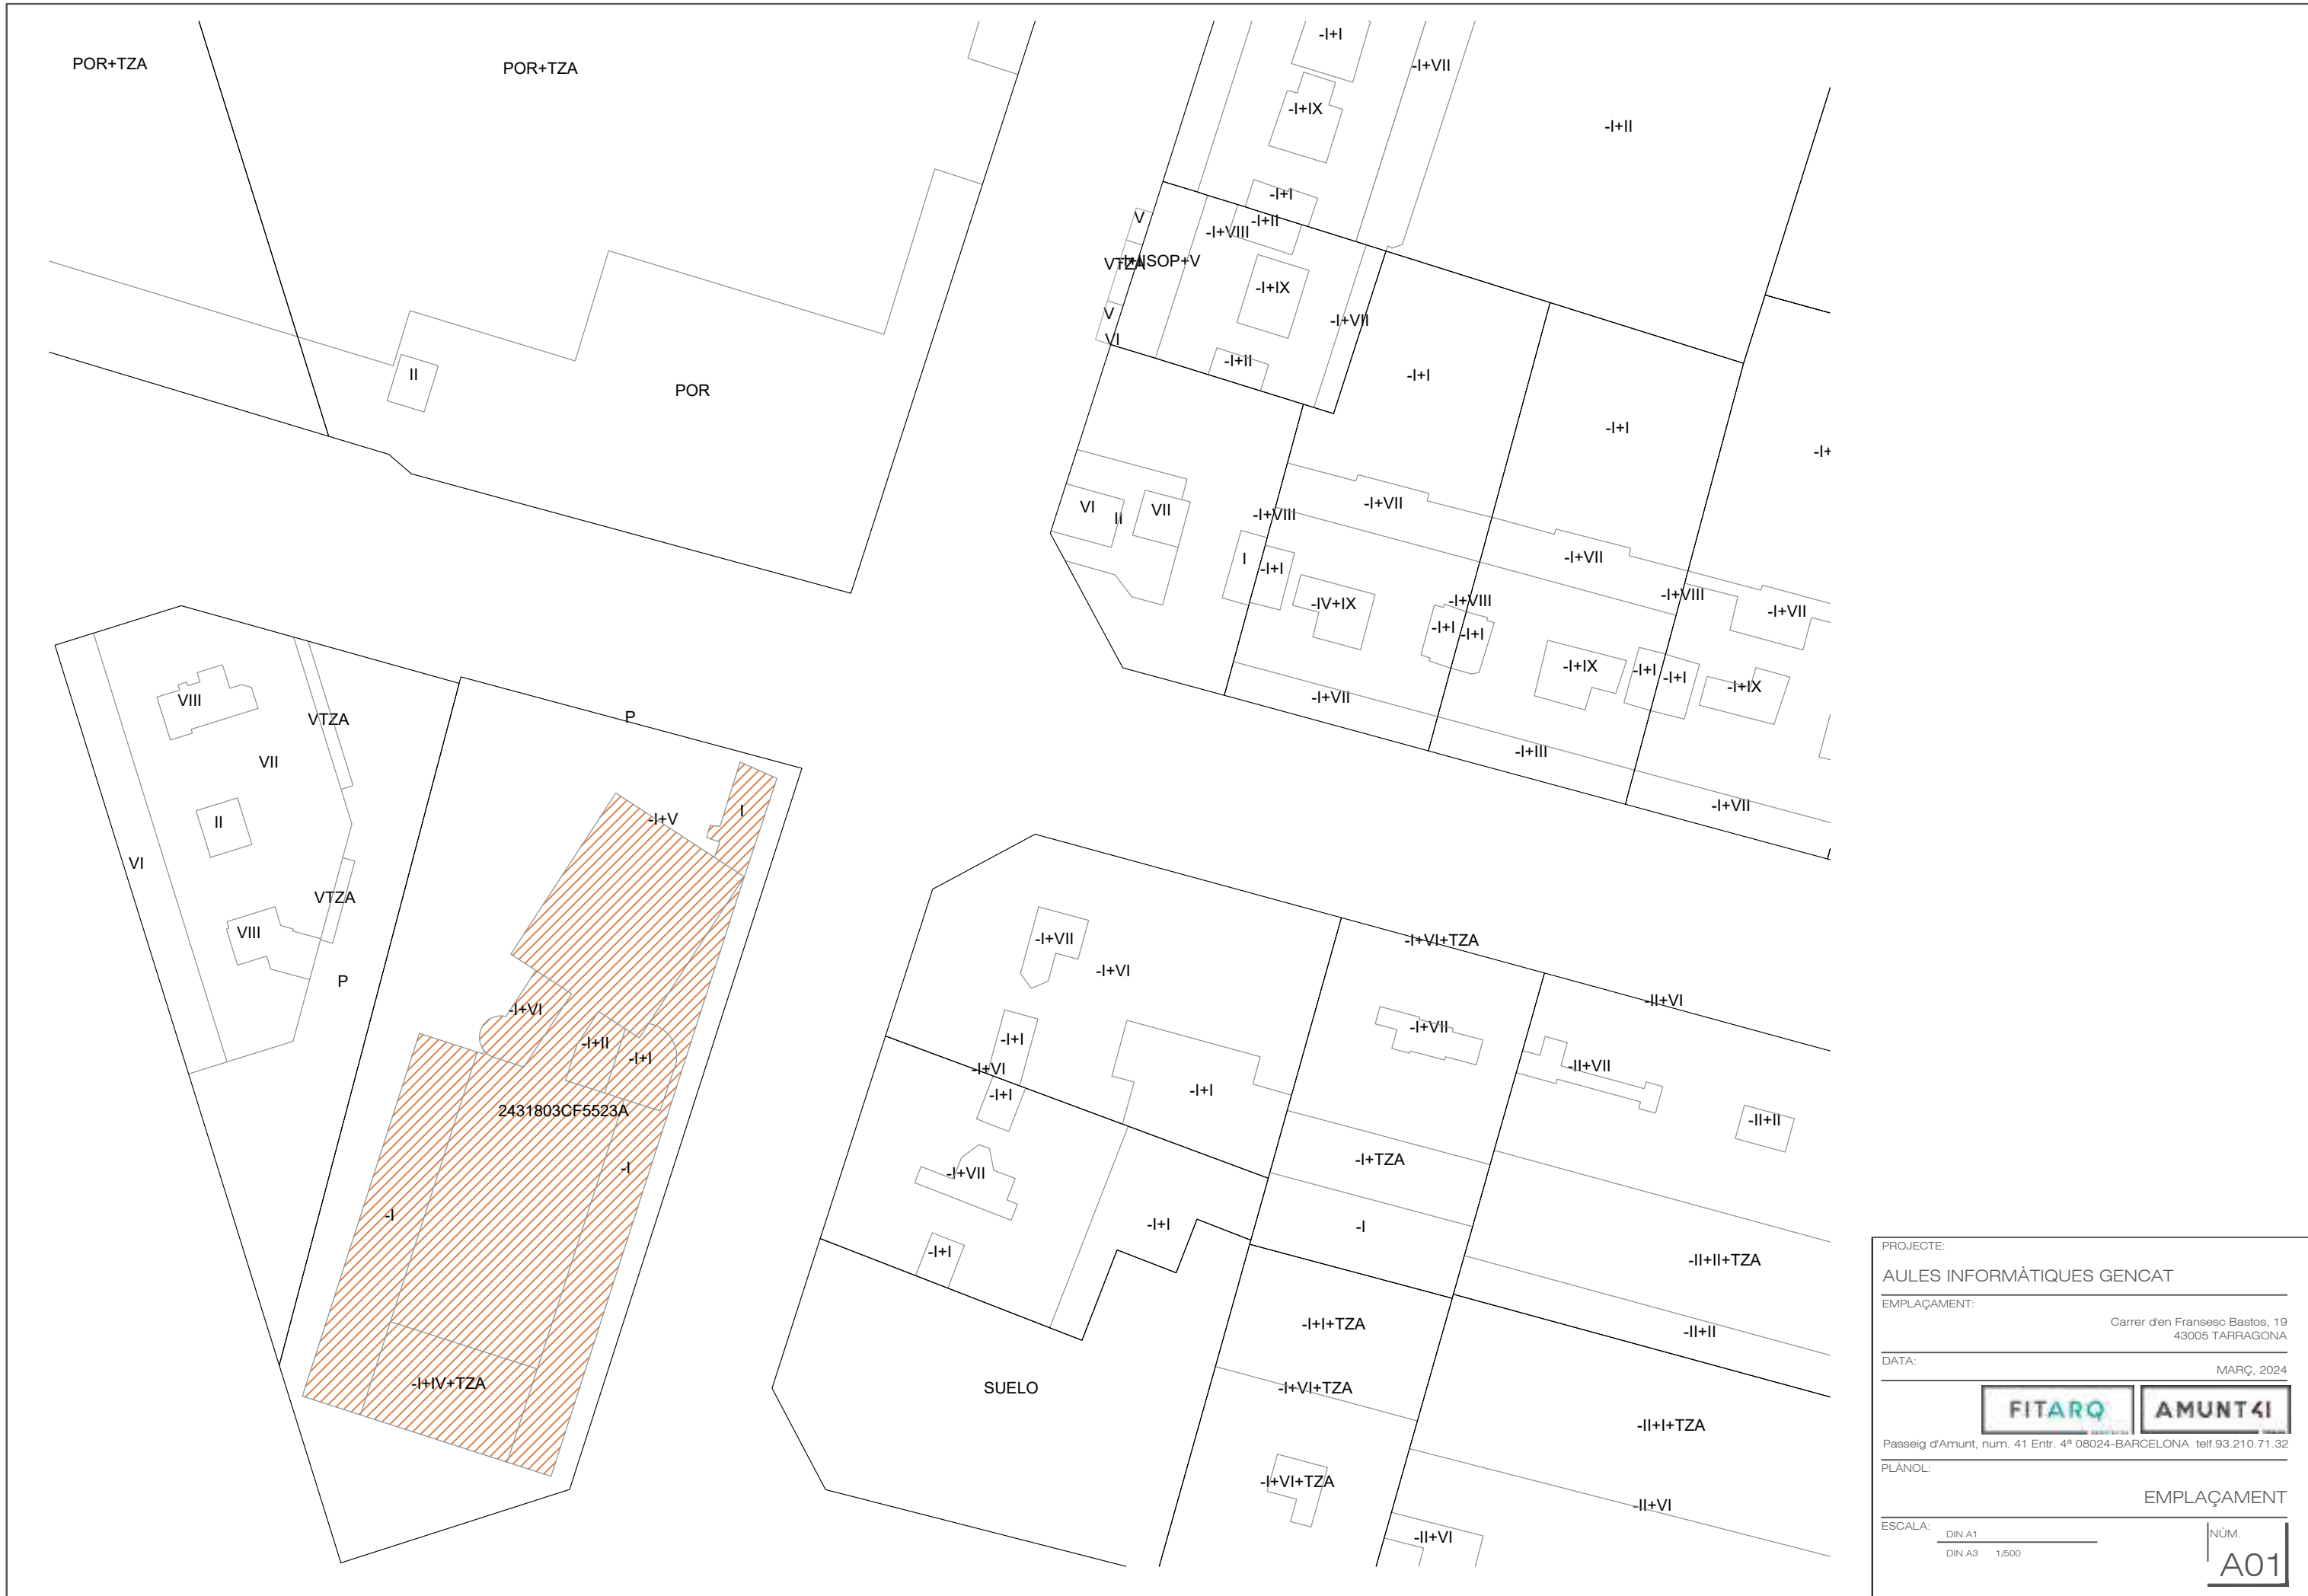 POR+TZA
POR+TZA
-I+I
-I+VII
-I+IX
-I+II
-I+I
V
-I+II
-I+VIII
VTZA
SOP+V
-I+IX
V
-I+VII
VI
-I+II
II
POR
-I+I
-I+I
-I+
VI
II
VII
-I+VIII
-I+VII
-I+VII
I
-I+I
-IV+IX
-I+VIII
-I+VIII
-I+VII
-I+I
-I+I
-I+IX
-I+I
-I+I
-I+IX
-I+VII
-I+III
-I+VII
VIII
VTZA
P
VII
II
VI
VTZA
VIII
P
-I+V
I
-I+VI
-I+II
-I+I
2431803CF5523A
-I
-I
-I+IV+TZA
-I+VII
-I+VI
-I+VI+TZA
-II+VI
-I+I
-I+VI
-I+I
-I+I
-I+VII
-II+VII
-II+II
-I+VII
-I+TZA
-I+I
-I
-I+I
-II+II+TZA
-I+I+TZA
-II+II
SUELO
-I+VI+TZA
-II+I+TZA
-I+VI+TZA
-II+VI
-II+VI
PROJECTE:
AULES INFORMÀTIQUES GENCAT
EMPLAÇAMENT:
Carrer d'en Fransesc Bastos, 19
43005 TARRAGONA
DATA:
MARÇ, 2024
FITARQ
AMUNT41
Passeig d'Amunt, num. 41 Entr. 4ª 08024-BARCELONA telf.93.210.71.32
PLÀNOL:
EMPLAÇAMENT
ESCALA:
DIN A1
DIN A3 1/500
NÚM.
A01